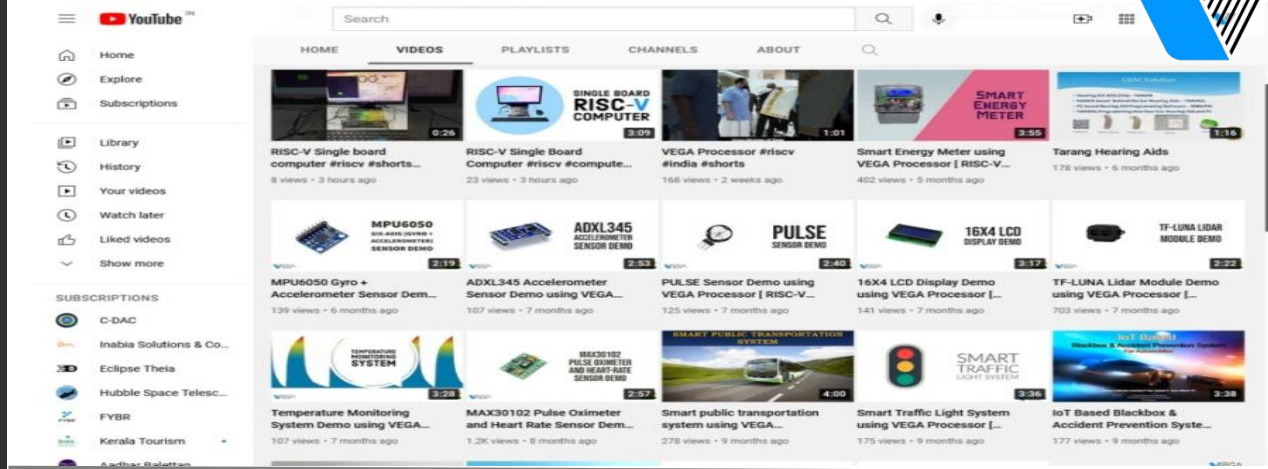 YouTube IN
Search
HOME VIDEOS PLAYLISTS CHANNELS ABOUT
Home
Explore
Subscriptions
Library
History
Your videos
Watch later
Liked videos
Show more
SUBSCRIPTIONS
C-DAC
Inabia Solutions & Co...
Eclipse Theia
Hubble Space Telesc...
FYBR
Kerala Tourism
Aadhar Balettan
0:26
SINGLE BOARD
RISC-V
COMPUTER
3:09
1:01
SMART
ENERGY
METER
3:55
CDAC Solution
1:16
RISC-V Single board
computer #riscv #shorts...
8 views • 3 hours ago
RISC-V Single Board
Computer #riscv #compute...
23 views • 3 hours ago
VEGA Processor #riscv
#india #shorts
168 views • 2 weeks ago
Smart Energy Meter using
VEGA Processor [ RISC-V...
402 views • 5 months ago
Tarang Hearing Aids
178 views • 6 months ago
MPU6050
SIX-AXIS (GYRO +
ACCELEROMETER)
SENSOR DEMO
2:19
ADXL345
ACCELEROMETER
SENSOR DEMO
2:53
PULSE
SENSOR DEMO
2:40
16X4 LCD
DISPLAY DEMO
3:17
TF-LUNA LIDAR
MODULE DEMO
2:22
MPU6050 Gyro +
Accelerometer Sensor Dem...
139 views • 6 months ago
ADXL345 Accelerometer
Sensor Demo using VEGA...
107 views • 7 months ago
PULSE Sensor Demo using
VEGA Processor [ RISC-V...
125 views • 7 months ago
16X4 LCD Display Demo
using VEGA Processor [...
141 views • 7 months ago
TF-LUNA Lidar Module Demo
using VEGA Processor [...
703 views • 7 months ago
TEMPERATURE
MONITORING
SYSTEM
3:28
MAX30102
PULSE OXIMETER
AND HEART-RATE
SENSOR DEMO
2:57
SMART PUBLIC TRANSPORTATION
SYSTEM
4:00
SMART
TRAFFIC
LIGHT SYSTEM
3:36
IoT Based
Blackbox & Accident Prevention System
For Automobiles
3:38
Temperature Monitoring
System Demo using VEGA...
107 views • 7 months ago
MAX30102 Pulse Oximeter
and Heart Rate Sensor Dem...
1.2K views • 8 months ago
Smart public transportation
system using VEGA...
278 views • 9 months ago
Smart Traffic Light System
using VEGA Processor [...
175 views • 9 months ago
IoT Based Blackbox &
Accident Prevention Syste...
177 views • 9 months ago